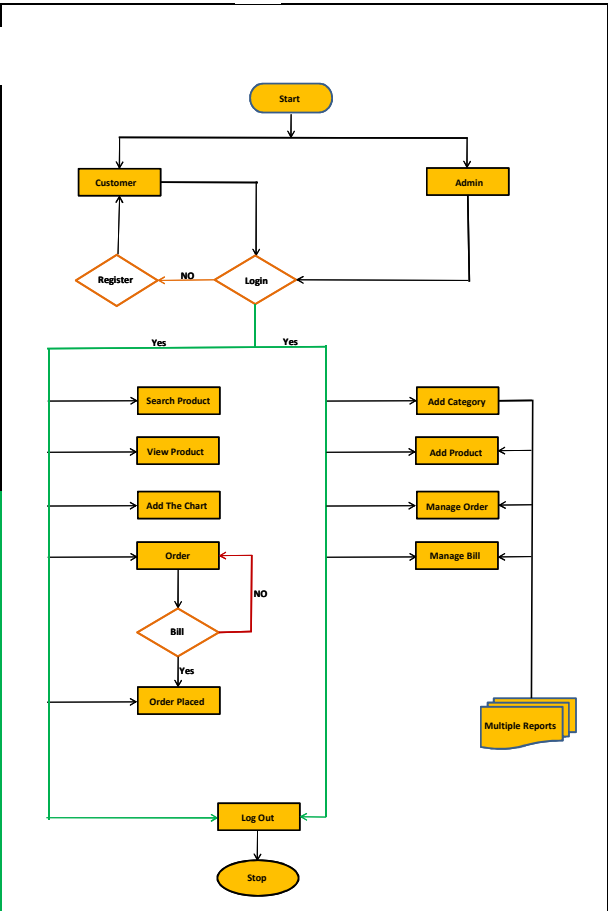 Start
Customer
Admin
Register
NO
Login
Yes
Yes
Search Product
Add Category
View Product
Add Product
Add The Chart
Manage Order
Order
Manage Bill
NO
Bill
Yes
Order Placed
Multiple Reports
Log Out
Stop